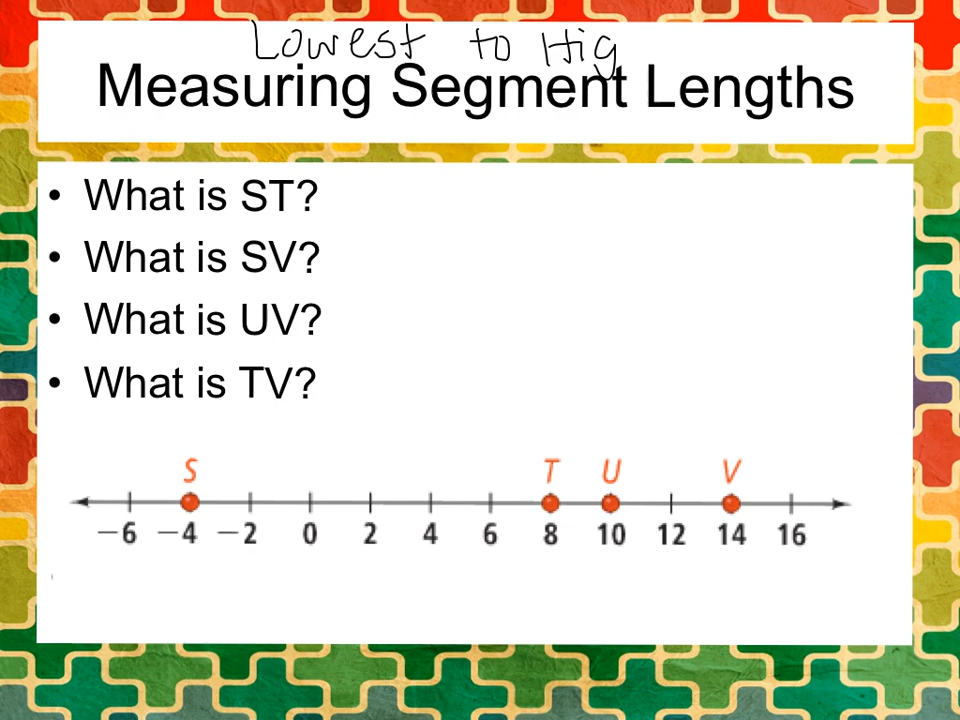 Lowest to Hig
Measuring Segment Lengths
• What is ST?
• What is SV?
• What is UV?
• What is TV?
S T U V
−6 −4 −2 0 2 4 6 8 10 12 14 16